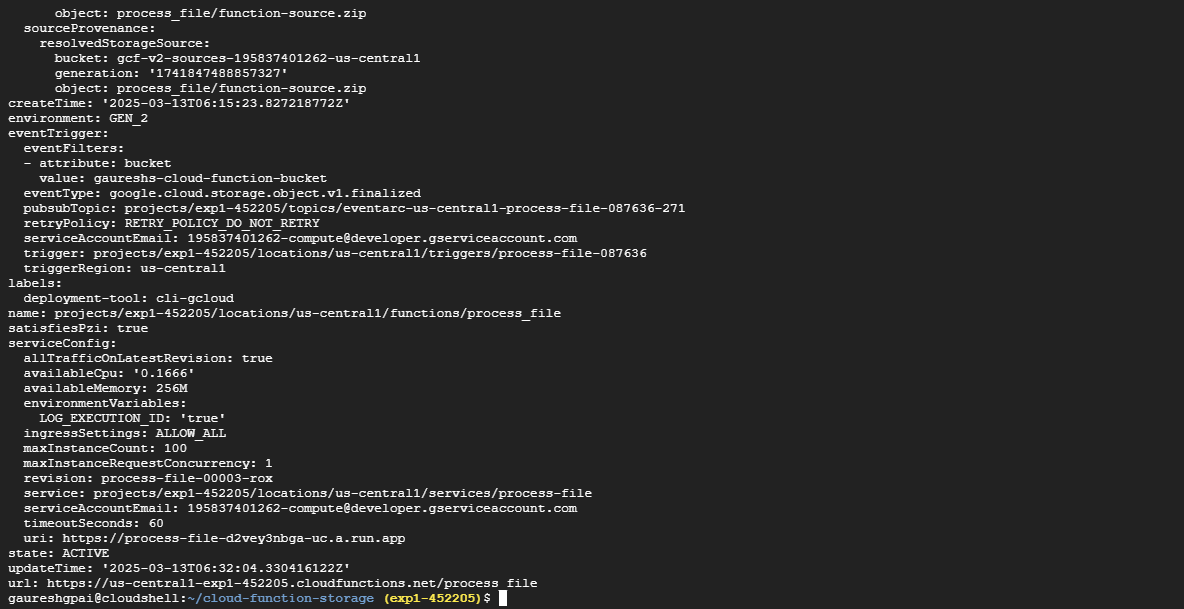 object: process_file/function-source.zip
  sourceProvenance:
    resolvedStorageSource:
      bucket: gcf-v2-sources-195837401262-us-central1
      generation: '1741847488857327'
      object: process_file/function-source.zip
createTime: '2025-03-13T06:15:23.827218772Z'
environment: GEN_2
eventTrigger:
  eventFilters:
  - attribute: bucket
    value: gaureshs-cloud-function-bucket
  eventType: google.cloud.storage.object.v1.finalized
  pubsubTopic: projects/exp1-452205/topics/eventarc-us-central1-process-file-087636-271
  retryPolicy: RETRY_POLICY_DO_NOT_RETRY
  serviceAccountEmail: 195837401262-compute@developer.gserviceaccount.com
  trigger: projects/exp1-452205/locations/us-central1/triggers/process-file-087636
  triggerRegion: us-central1
labels:
  deployment-tool: cli-gcloud
name: projects/exp1-452205/locations/us-central1/functions/process_file
satisfiesPzi: true
serviceConfig:
  allTrafficOnLatestRevision: true
  availableCpu: '0.1666'
  availableMemory: 256M
  environmentVariables:
    LOG_EXECUTION_ID: 'true'
  ingressSettings: ALLOW_ALL
  maxInstanceCount: 100
  maxInstanceRequestConcurrency: 1
  revision: process-file-00003-rox
  service: projects/exp1-452205/locations/us-central1/services/process-file
  serviceAccountEmail: 195837401262-compute@developer.gserviceaccount.com
  timeoutSeconds: 60
  uri: https://process-file-d2vey3nbga-uc.a.run.app
state: ACTIVE
updateTime: '2025-03-13T06:32:04.330416122Z'
url: https://us-central1-exp1-452205.cloudfunctions.net/process_file
gaureshgpai@cloudshell:~/cloud-function-storage (exp1-452205)$